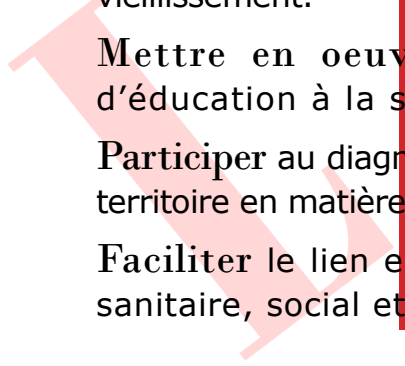 vieillissement.
Mettre en oeuv
d'éducation à la s
Participer au diagn
territoire en matière
Faciliter le lien e
sanitaire, social et